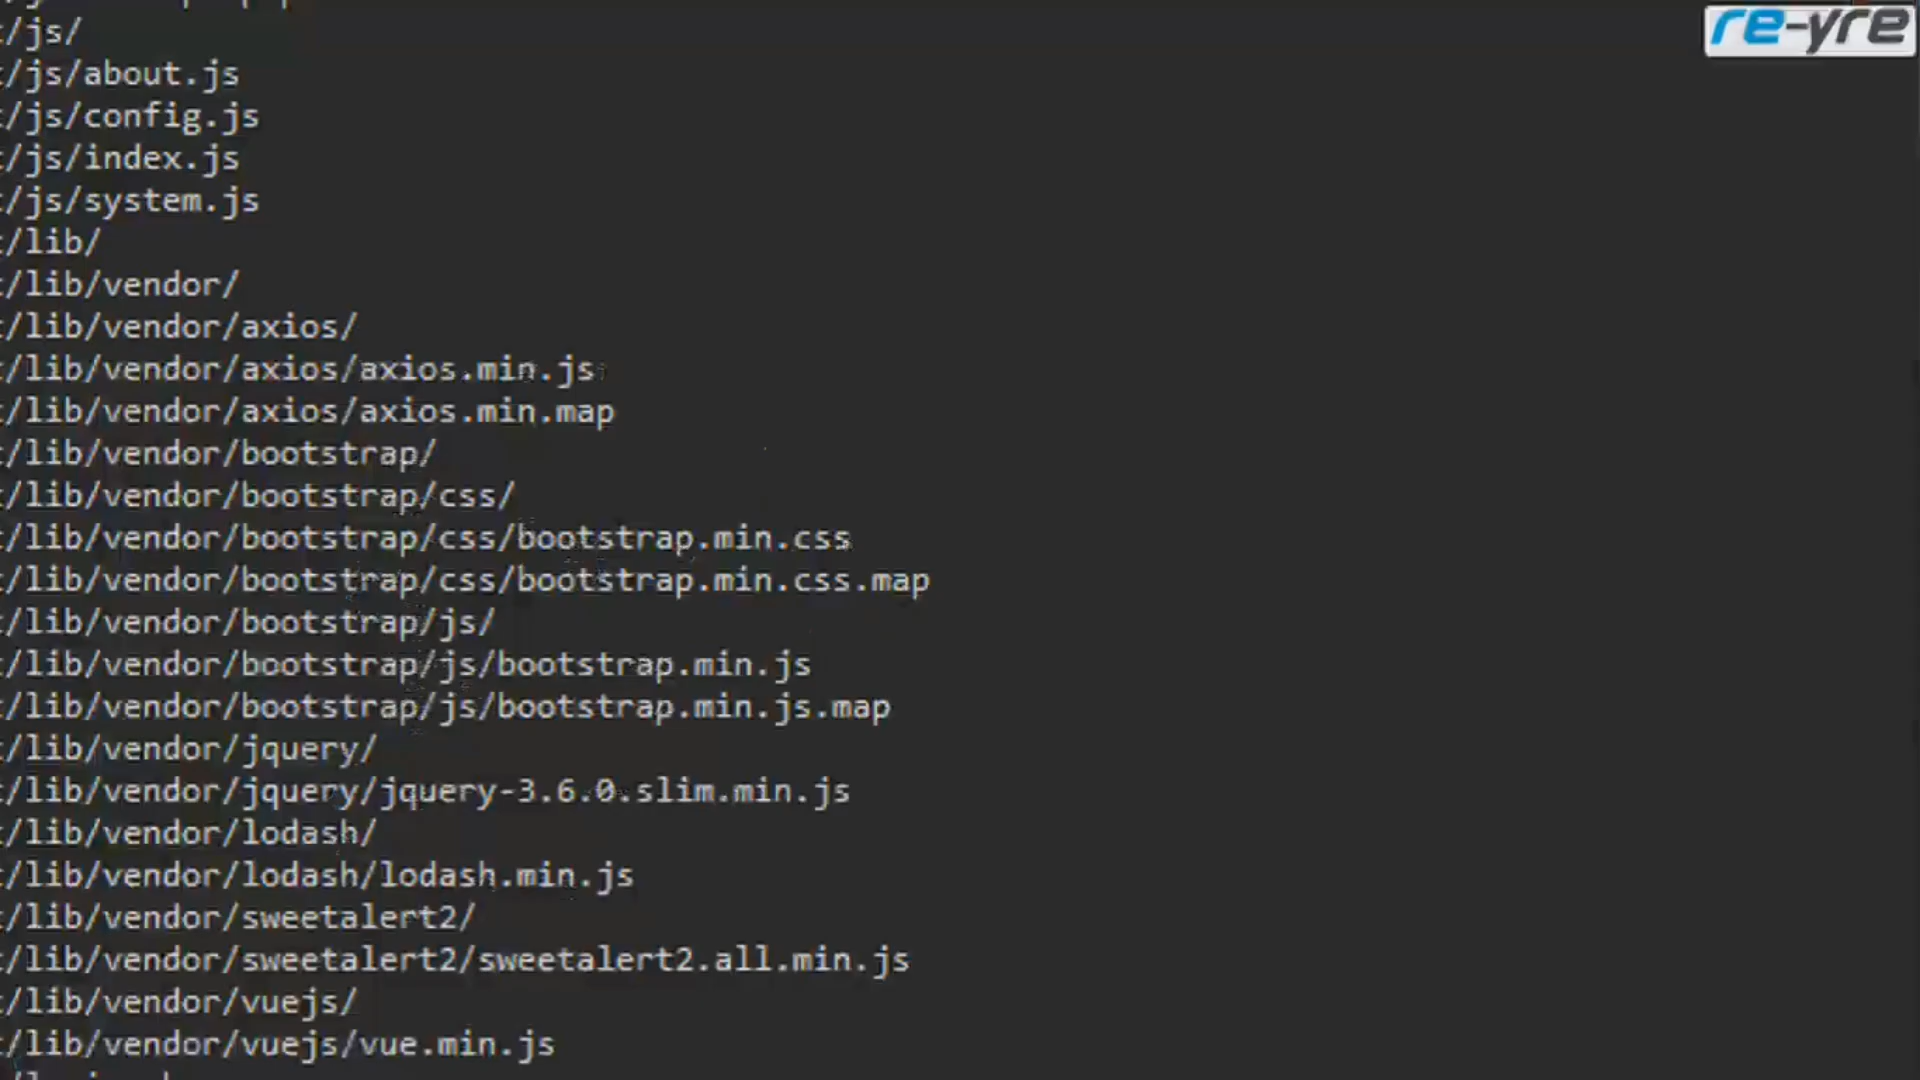 re-yre
/js/
/js/about.js
/js/config.js
/js/index.js
/js/system.js
/lib/
/lib/vendor/
/lib/vendor/axios/
/lib/vendor/axios/axios.min.js
/lib/vendor/axios/axios.min.map
/lib/vendor/bootstrap/
/lib/vendor/bootstrap/css/
/lib/vendor/bootstrap/css/bootstrap.min.css
/lib/vendor/bootstrap/css/bootstrap.min.css.map
/lib/vendor/bootstrap/js/
/lib/vendor/bootstrap/js/bootstrap.min.js
/lib/vendor/bootstrap/js/bootstrap.min.js.map
/lib/vendor/jquery/
/lib/vendor/jquery/jquery-3.6.0.slim.min.js
/lib/vendor/lodash/
/lib/vendor/lodash/lodash.min.js
/lib/vendor/sweetalert2/
/lib/vendor/sweetalert2/sweetalert2.all.min.js
/lib/vendor/vuejs/
/lib/vendor/vuejs/vue.min.js